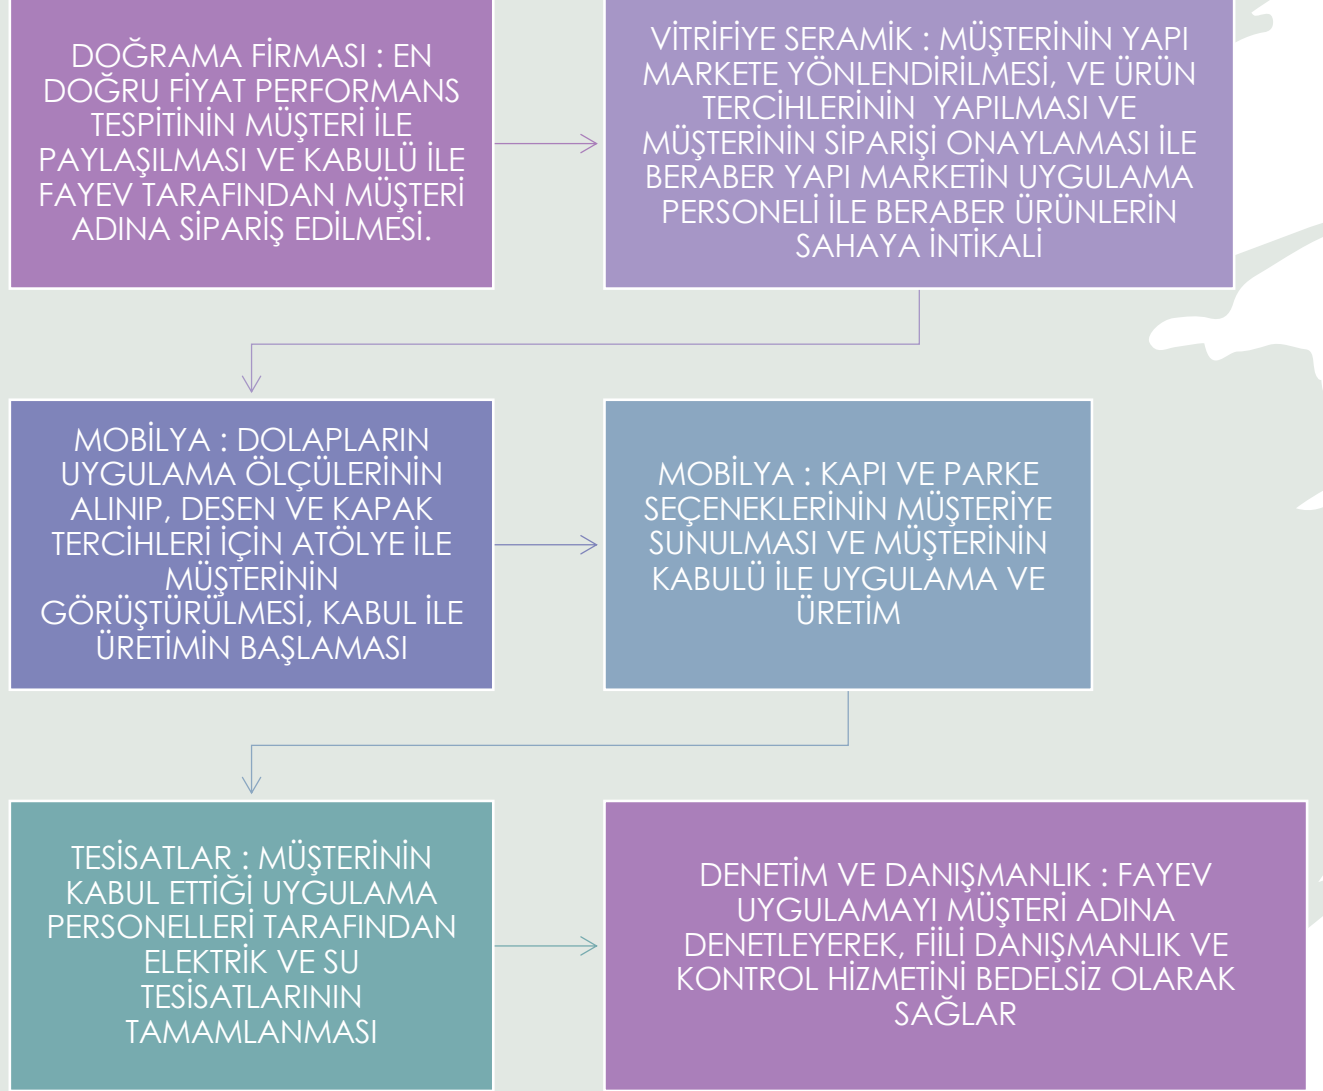 DOĞRAMA FİRMASI : EN
DOĞRU FİYAT PERFORMANS
TESPİTİNİN MÜŞTERİ İLE
PAYLAŞILMASI VE KABULÜ İLE
FAYEV TARAFINDAN MÜŞTERİ
ADINA SİPARİŞ EDİLMESİ.
VİTRİFİYE SERAMİK : MÜŞTERİNİN YAPI
MARKETE YÖNLENDİRİLMESİ, VE ÜRÜN
TERCİHLERİNİN YAPILMASI VE
MÜŞTERİNİN SİPARİŞİ ONAYLAMASI İLE
BERABER YAPI MARKETİN UYGULAMA
PERSONELİ İLE BERABER ÜRÜNLERİN
SAHAYA İNTİKALİ
MOBİLYA : DOLAPLARIN
UYGULAMA ÖLÇÜLERİNİN
ALINIP, DESEN VE KAPAK
TERCİHLERİ İÇİN ATÖLYE İLE
MÜŞTERİNİN
GÖRÜŞTÜRÜLMESİ, KABUL İLE
ÜRETİMİN BAŞLAMASI
MOBİLYA : KAPI VE PARKE
SEÇENEKLERİNİN MÜŞTERİYE
SUNULMASI VE MÜŞTERİNİN
KABULÜ İLE UYGULAMA VE
ÜRETİM
TESİSATLAR : MÜŞTERİNİN
KABUL ETTİĞİ UYGULAMA
PERSONELLERİ TARAFINDAN
ELEKTRİK VE SU
TESİSATLARININ
TAMAMLANMASI
DENETİM VE DANIŞMANLIK : FAYEV
UYGULAMAYI MÜŞTERİ ADINA
DENETLEYEREK, FİİLİ DANIŞMANLIK VE
KONTROL HİZMETİNİ BEDELSİZ OLARAK
SAĞLAR